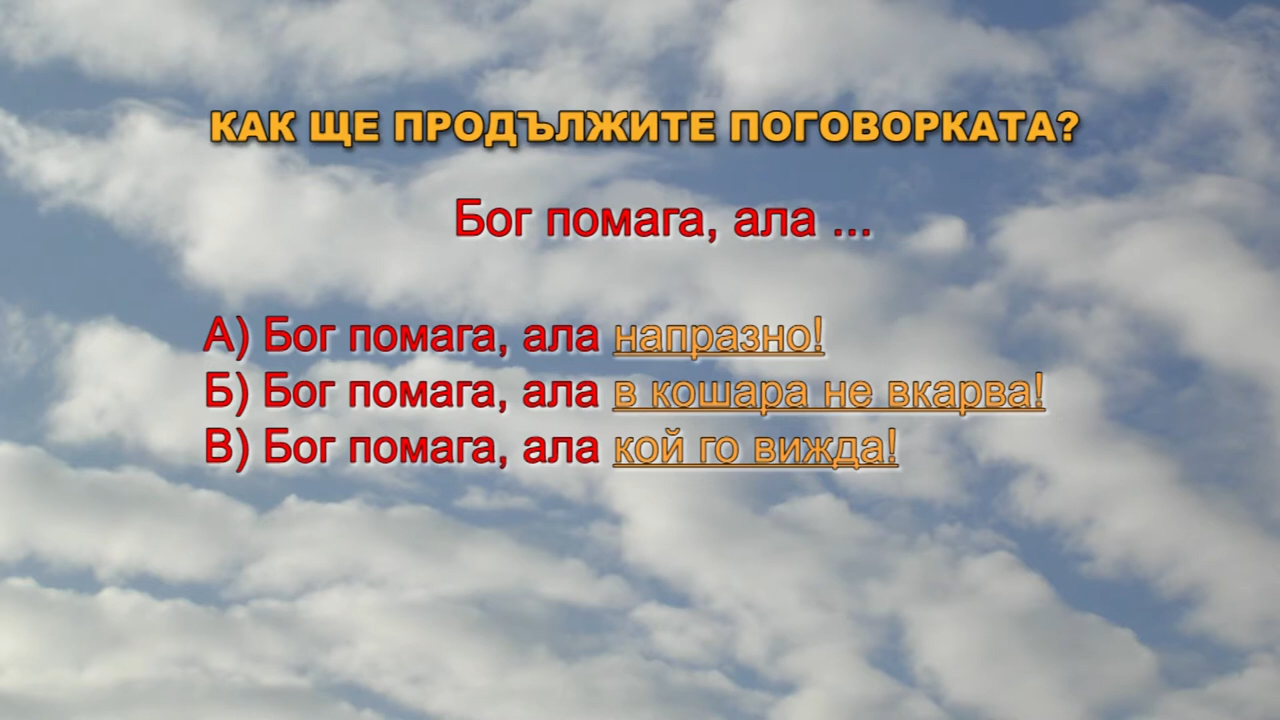 КАК ЩЕ ПРОДЪЛЖИТЕ ПОГОВОРКАТА?
Бог помага, ала ...
А) Бог помага, ала напразно!
Б) Бог помага, ала в кошара не вкарва!
В) Бог помага, ала кой го вижда!